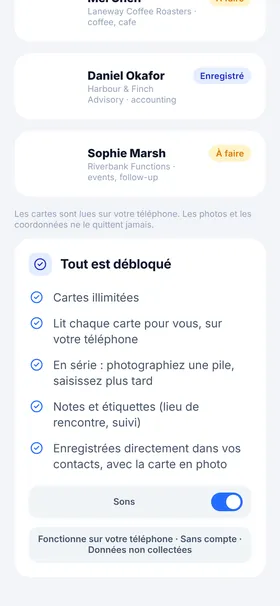 Laneway Coffee Roasters ·
coffee, cafe
Daniel Okafor
Enregistré
Harbour & Finch
Advisory · accounting
Sophie Marsh
À faire
Riverbank Functions ·
events, follow-up
Les cartes sont lues sur votre téléphone. Les photos et les
coordonnées ne le quittent jamais.
Tout est débloqué
Cartes illimitées
Lit chaque carte pour vous, sur
votre téléphone
En série : photographiez une pile,
saisissez plus tard
Notes et étiquettes (lieu de
rencontre, suivi)
Enregistrées directement dans vos
contacts, avec la carte en photo
Sons
Fonctionne sur votre téléphone · Sans compte ·
Données non collectées